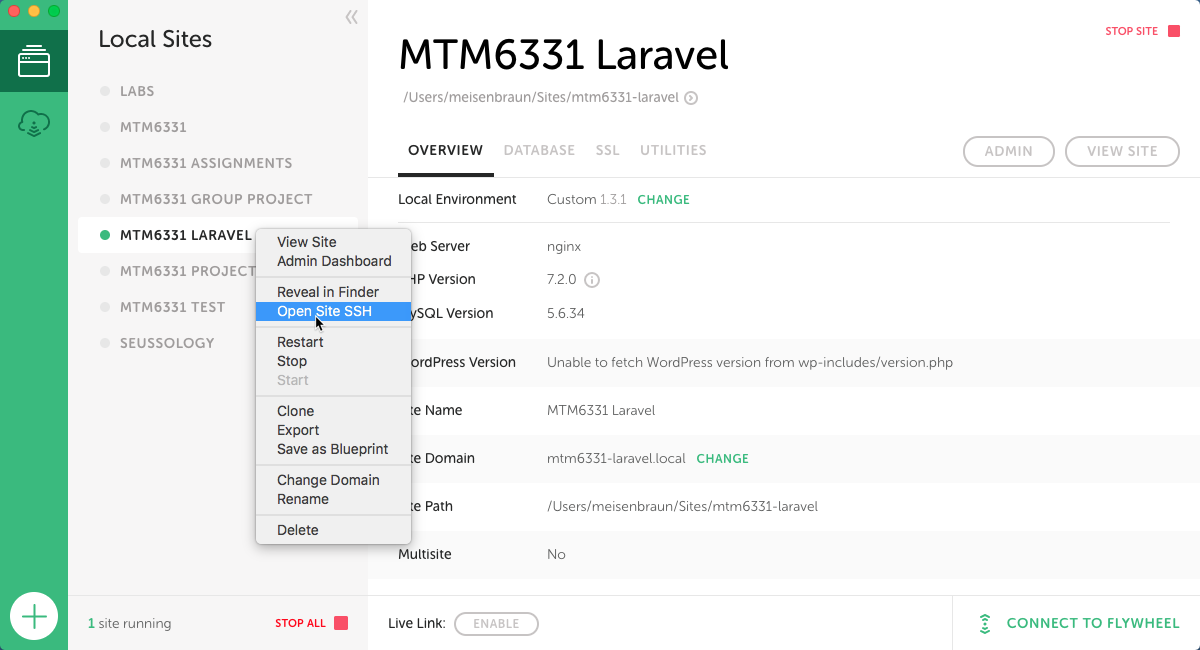 Local Sites
LABS
MTM6331
MTM6331 ASSIGNMENTS
MTM6331 GROUP PROJECT
MTM6331 LARAVEL
MTM6331 PROJECT
MTM6331 TEST
SEUSSOLOGY
1 site running
STOP ALL
View Site
Admin Dashboard
Reveal in Finder
Open Site SSH
Restart
Stop
Start
Clone
Export
Save as Blueprint
Change Domain
Rename
Delete
STOP SITE
MTM6331 Laravel
/Users/meisenbraun/Sites/mtm6331-laravel
OVERVIEW DATABASE SSL UTILITIES
ADMIN VIEW SITE
Local Environment Custom 1.3.1 CHANGE
eb Server nginx
HP Version 7.2.0
ySQL Version 5.6.34
ordPress Version Unable to fetch WordPress version from wp-includes/version.php
te Name MTM6331 Laravel
te Domain mtm6331-laravel.local CHANGE
te Path /Users/meisenbraun/Sites/mtm6331-laravel
Multisite No
Live Link: ENABLE
CONNECT TO FLYWHEEL